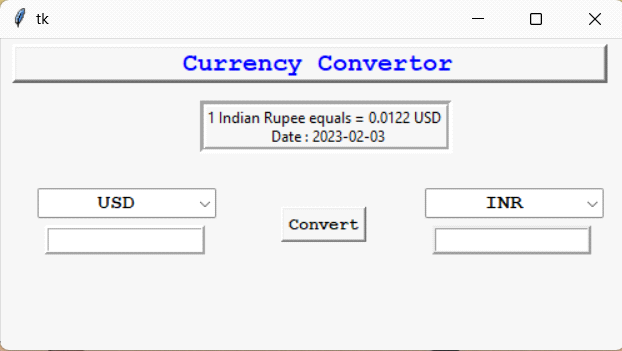 tk
Currency Convertor
1 Indian Rupee equals = 0.0122 USD
Date : 2023-02-03
USD
INR
Convert